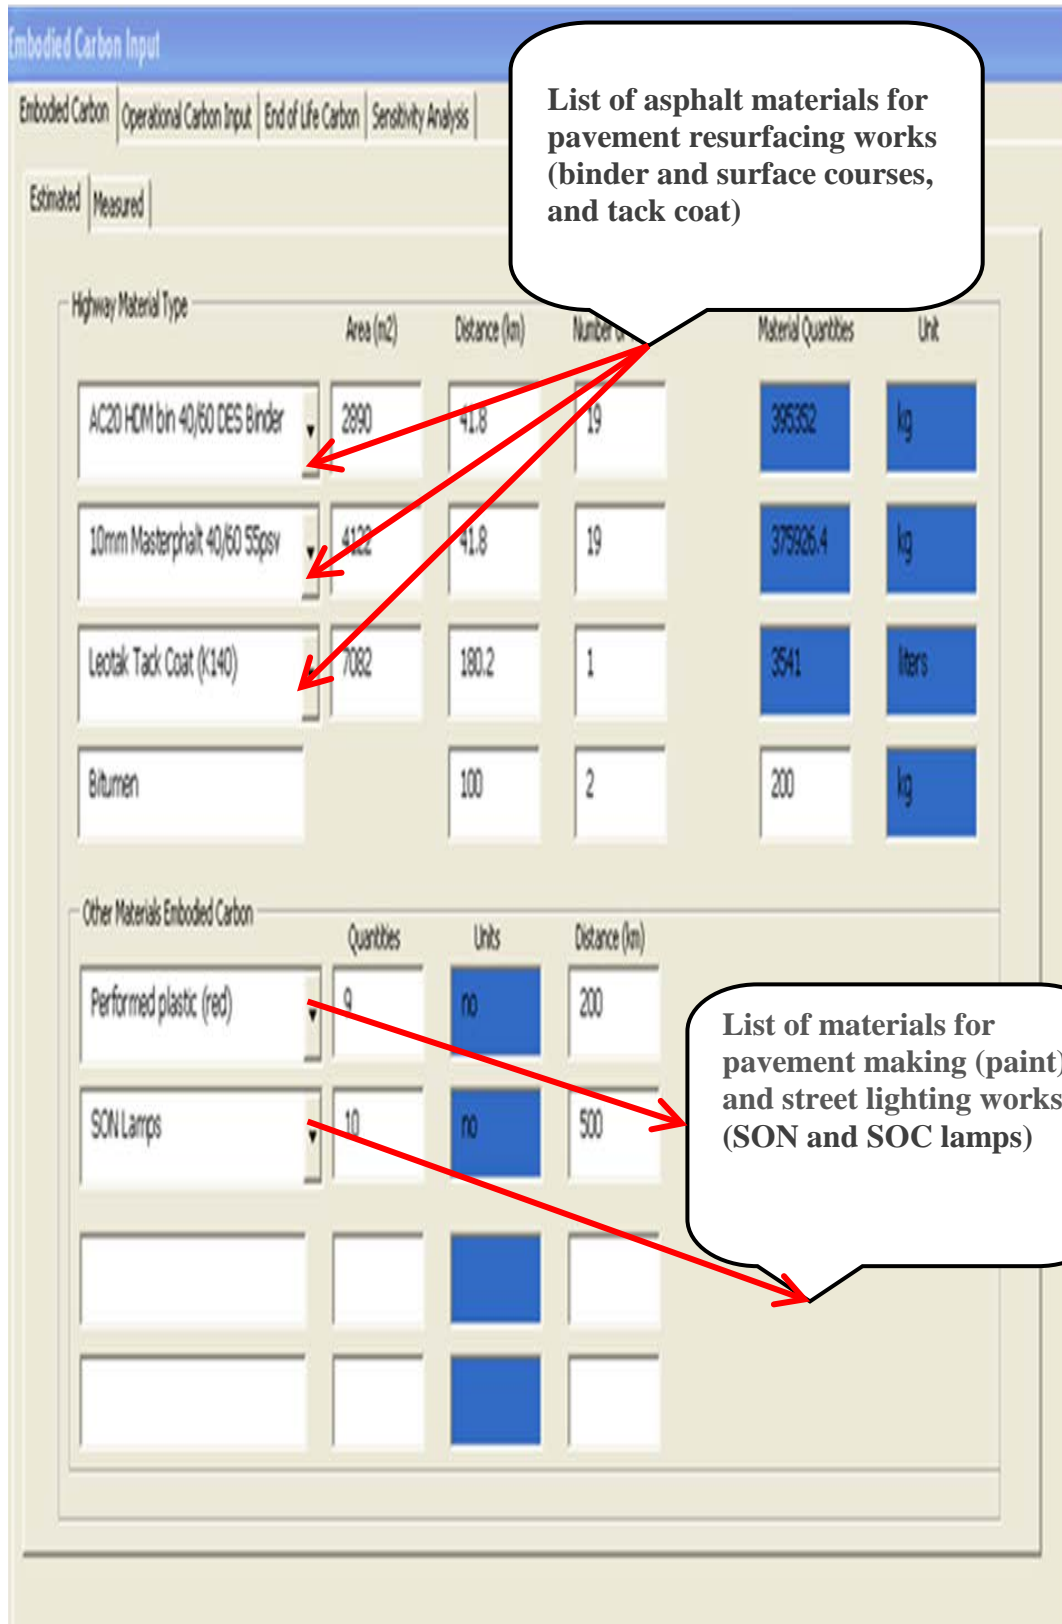 Embodied Carbon Input
Embodied Carbon Operational Carbon Input End of Life Carbon Sensitivity Analysis
List of asphalt materials for
pavement resurfacing works
(binder and surface courses,
and tack coat)
Estimated Measured
Highway Material Type
Area (m2) Distance (km) Number Material Quantities Unit
AC20 HDM bin 40/60 DES Binder 2890 41.8 19 395352 kg
10mm Masterphalt 40/60 55psv 4122 41.8 19 375926.4 kg
Leotak Tack Coat (K140) 7082 180.2 1 3541 liters
Bitumen 100 2 200 kg
Other Materials Embodied Carbon
Quantities Units Distance (km)
Performed plastic (red) 9 no 200
SON Lamps 10 no 500
List of materials for
pavement making (paint)
and street lighting works
(SON and SOC lamps)